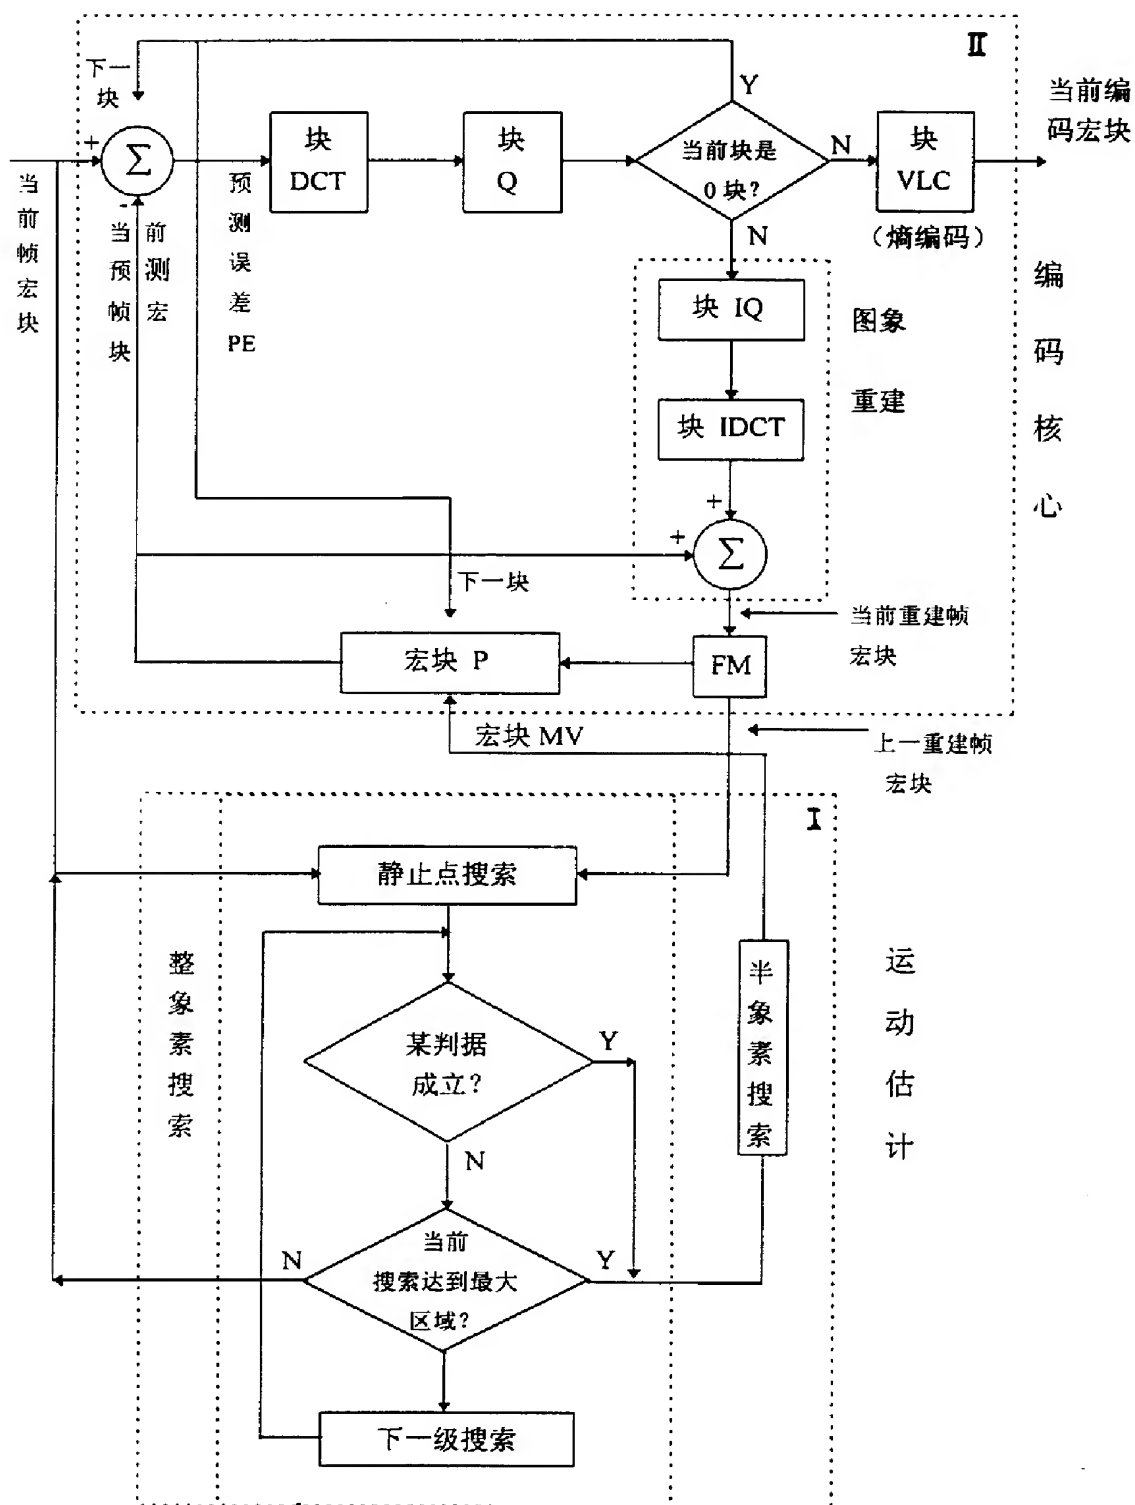 II
下一
块
Y
当前编
码宏块
+
Σ
块
DCT
块
Q
当前块是
0 块？
N
块
VLC
（熵编码）
-
当前帧宏块
当前
预测
帧宏
块
预测误差
PE
N
块 IQ
图象
重建
块 IDCT
编码核心
+
+
Σ
下一块
当前重建帧
宏块
宏块 P
FM
宏块 MV
上一重建帧
宏块
I
静止点搜索
整象素搜索
半象素搜索
运动估计
某判据
成立？
Y
N
当前
搜索达到最大
区域？
N
Y
下一级搜索